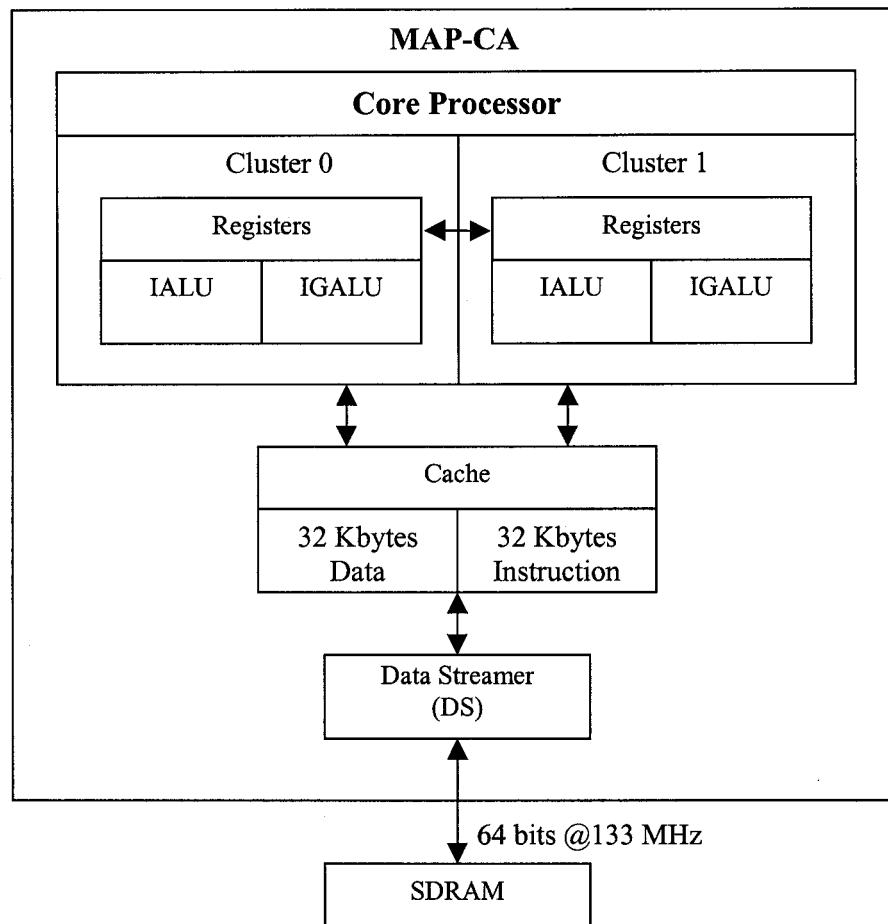 MAP-CA
Core Processor
Cluster 0
Cluster 1
Registers
Registers
IALU
IGALU
IALU
IGALU
Cache
32 Kbytes
Data
32 Kbytes
Instruction
Data Streamer
(DS)
64 bits @133 MHz
SDRAM